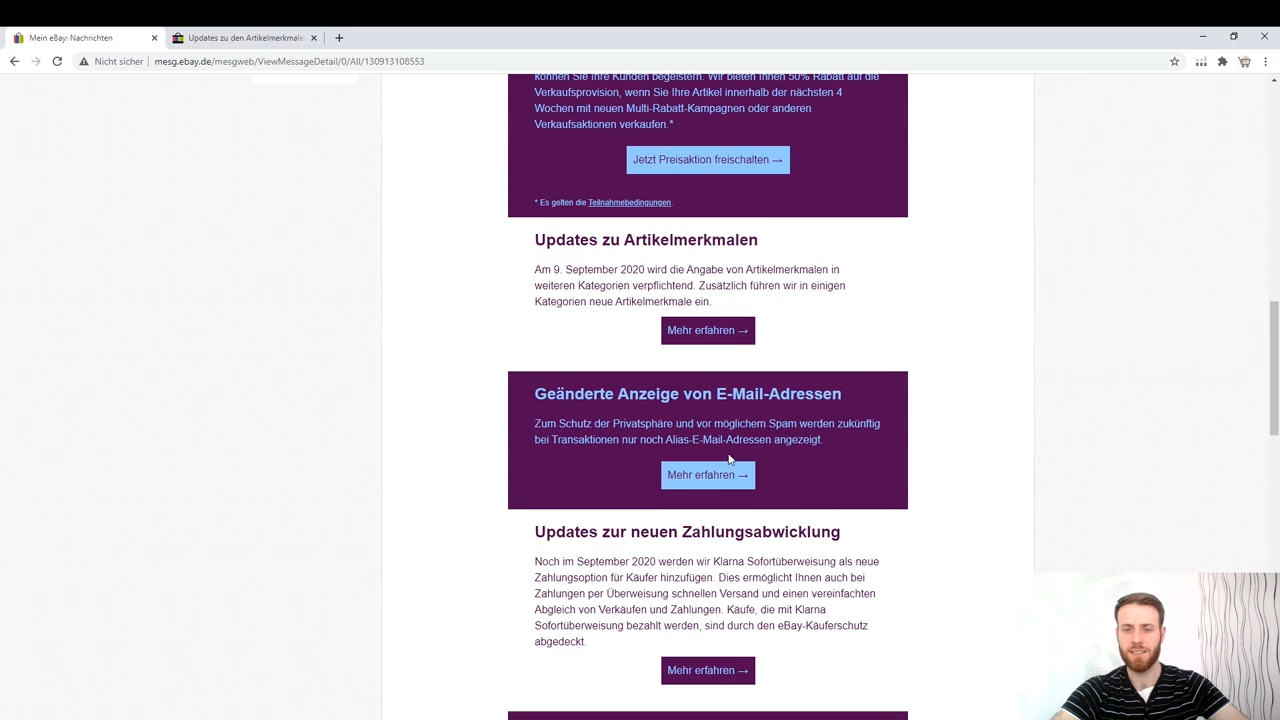 Mein eBay: Nachrichten
Updates zu den Artikelmerkmale
Nicht sicher
mesg.ebay.de/mesgweb/ViewMessageDetail/0/All/130913108553
können Sie Ihre Kunden begeistern. Wir bieten Ihnen 50% Rabatt auf die
Verkaufsprovision, wenn Sie Ihre Artikel innerhalb der nächsten 4
Wochen mit neuen Multi-Rabatt-Kampagnen oder anderen
Verkaufsaktionen verkaufen.*
Jetzt Preisaktion freischalten →
* Es gelten die Teilnahmebedingungen.
Updates zu Artikelmerkmalen
Am 9. September 2020 wird die Angabe von Artikelmerkmalen in
weiteren Kategorien verpflichtend. Zusätzlich führen wir in einigen
Kategorien neue Artikelmerkmale ein.
Mehr erfahren →
Geänderte Anzeige von E-Mail-Adressen
Zum Schutz der Privatsphäre und vor möglichem Spam werden zukünftig
bei Transaktionen nur noch Alias-E-Mail-Adressen angezeigt.
Mehr erfahren →
Updates zur neuen Zahlungsabwicklung
Noch im September 2020 werden wir Klarna Sofortüberweisung als neue
Zahlungsoption für Käufer hinzufügen. Dies ermöglicht Ihnen auch bei
Zahlungen per Überweisung schnellen Versand und einen vereinfachten
Abgleich von Verkäufen und Zahlungen. Käufe, die mit Klarna
Sofortüberweisung bezahlt werden, sind durch den eBay-Käuferschutz
abgedeckt.
Mehr erfahren →